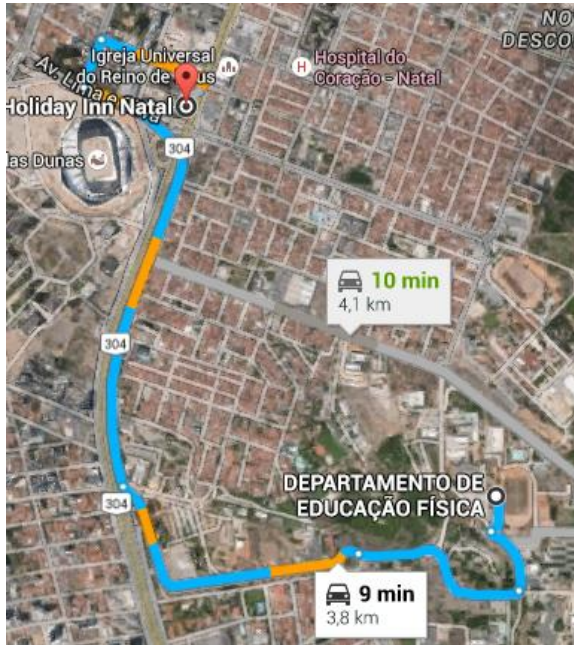 NO
DESCO
Igreja Universal
do Reino de
us
Hospital do
Coração - Natal
H
Av. Lima e
Holiday Inn Natal
304
das Dunas
10 min
4,1 km
304
DEPARTAMENTO DE
EDUCAÇÃO FÍSICA
304
9 min
3,8 km